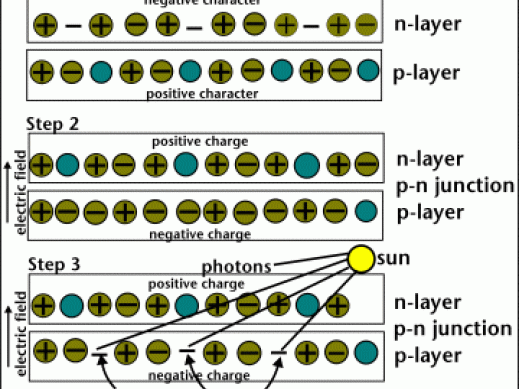 negative character
n-layer
p-layer
positive character
Step 2
positive charge
n-layer
p-n junction
p-layer
negative charge
electric field
sun
photons
Step 3
positive charge
n-layer
p-n junction
p-layer
negative charge
electric field